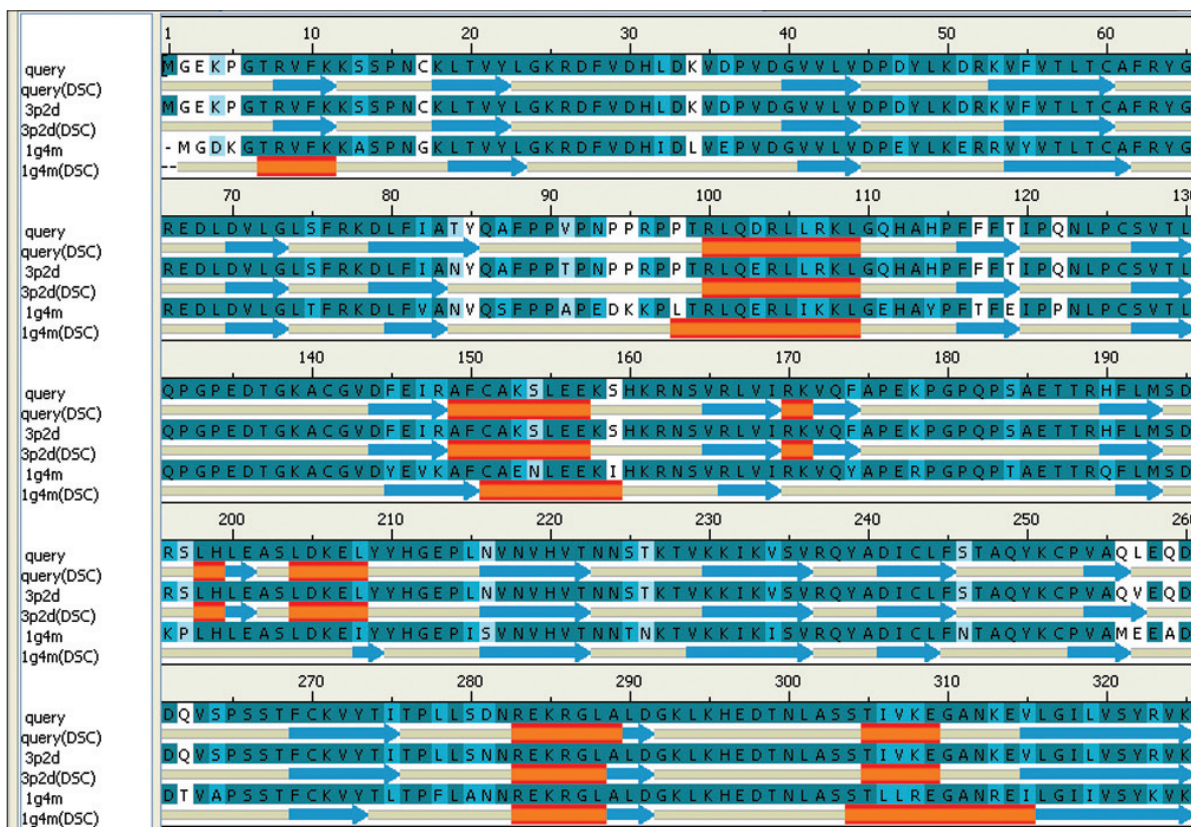 1 10 20 30 40 50 60
query MGEKPGTRVFKKSSPNCKLTVYLGKRDFVDHLDKVDPVDGVVLVDPDYLKDRKVFVTLTCAFRYG
query(DSC)
3p2d MGEKPGTRVFKKSSPNCKLTVYLGKRDFVDHLDKVDPVDGVVLVDPDYLKDRKVFVTLTCAFRYG
3p2d(DSC)
1g4m -MGDKGTRVFKKASPNGKLTVYLGKRDFVDHIDLVEPVDGVVLVDPEYLKERRVYVTLTCAFRYG
1g4m(DSC) --
70 80 90 100 110 120 130
query REDLDVLGLSFRKDLFIATYQAFPPVPNPPRPPTRLQDRLLRKLGQHAHPFFFTIPQNLPCSVTL
query(DSC)
3p2d REDLDVLGLSFRKDLFIANYQAFPPTPNPPRPPTRLQERLLRKLGQHAHPFFFTIPQNLPCSVTL
3p2d(DSC)
1g4m REDLDVLGLTFRKDLFVANVQSFPPAPEDKKPLTRLQERLIKKLGEHAYPFTFEIPPNLPCSVTL
1g4m(DSC)
140 150 160 170 180 190
query QPGPEDTGKACGVDFEIRAFCAKSLEEKSHKRNSVRLVIRKVQFAPEKPGPQPSAETTRHFLMSD
query(DSC)
3p2d QPGPEDTGKACGVDFEIRAFCAKSLEEKSHKRNSVRLVIRKVQFAPEKPGPQPSAETTRHFLMSD
3p2d(DSC)
1g4m QPGPEDTGKACGVDYEVKAFCAENLEEKIHKRNSVRLVIRKVQYAPERPGPQPTAETTRQFLMSD
1g4m(DSC)
200 210 220 230 240 250 260
query RSLHLEASLDKELYYHGEPLNVNVHVTNNSTKTVKKIKVSVRQYADICLFSTAQYKCPVAQLEQD
query(DSC)
3p2d RSLHLEASLDKELYYHGEPLNVNVHVTNNSTKTVKKIKVSVRQYADICLFSTAQYKCPVAQVEQD
3p2d(DSC)
1g4m KPLHLEASLDKEIYYHGEPISVNVHVTNNTNKTVKKIKISVRQYADICLFNTAQYKCPVAMEEAD
1g4m(DSC)
270 280 290 300 310 320
query DQVSPSSTFCKVYTITPLLSDNREKRGLALDGKLKHEDTNLASSTIVKEGANKEVLGILVSYRVK
query(DSC)
3p2d DQVSPSSTFCKVYTITPLLSNNREKRGLALDGKLKHEDTNLASSTIVKEGANKEVLGILVSYRVK
3p2d(DSC)
1g4m DTVAPSSTFCKVYTLTPFLANNREKRGLALDGKLKHEDTNLASSTLLREGANREILGIIVSYKVK
1g4m(DSC)